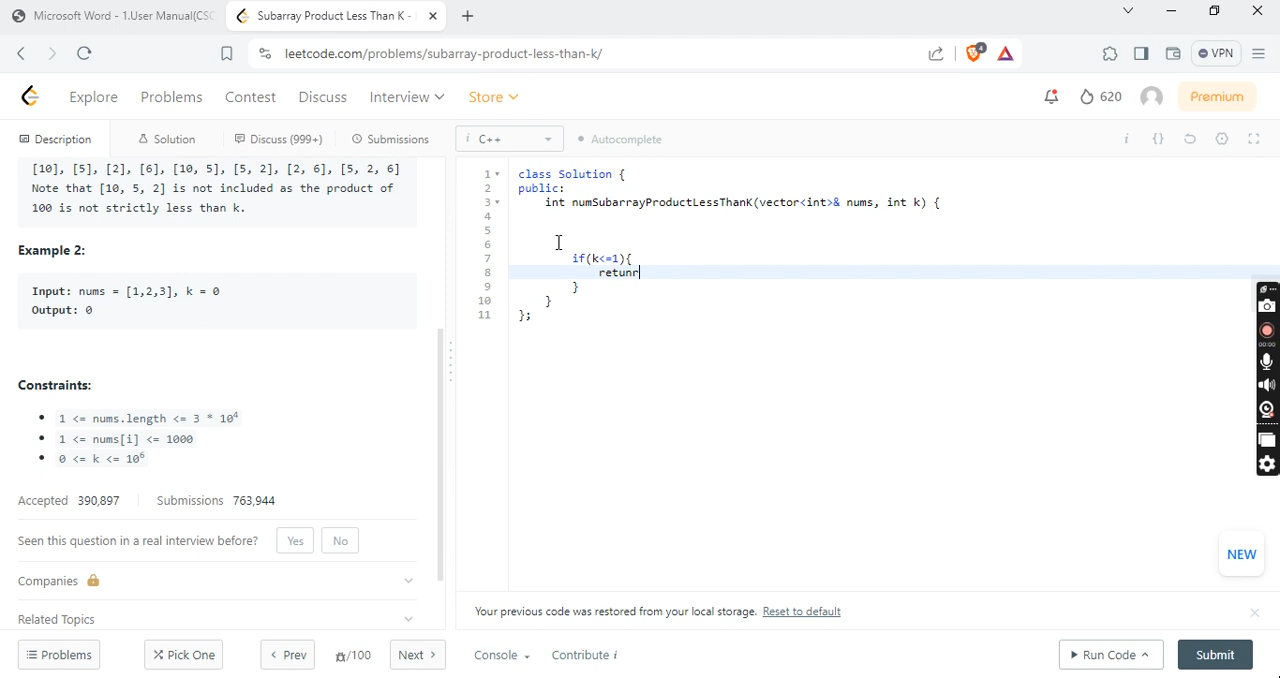 Microsoft Word - 1.User Manual(CSC
Subarray Product Less Than K -
leetcode.com/problems/subarray-product-less-than-k/
4
VPN
Explore Problems Contest Discuss Interview Store
620
Premium
Description Solution Discuss (999+) Submissions
i C++ Autocomplete
i {}
[10], [5], [2], [6], [10, 5], [5, 2], [2, 6], [5, 2, 6]
Note that [10, 5, 2] is not included as the product of
100 is not strictly less than k.
Example 2:
Input: nums = [1,2,3], k = 0
Output: 0
Constraints:
1 <= nums.length <= 3 * 10⁴
1 <= nums[i] <= 1000
0 <= k <= 10⁶
Accepted 390,897 Submissions 763,944
Seen this question in a real interview before? Yes No
Companies
Related Topics
1 class Solution {
2 public:
3 int numSubarrayProductLessThanK(vector<int>& nums, int k) {
4
5
6
7 if(k<=1){
8 retunr
9 }
10 }
11 };
00:00
NEW
Your previous code was restored from your local storage. Reset to default
Problems Pick One Prev /100 Next Console Contribute i Run Code Submit